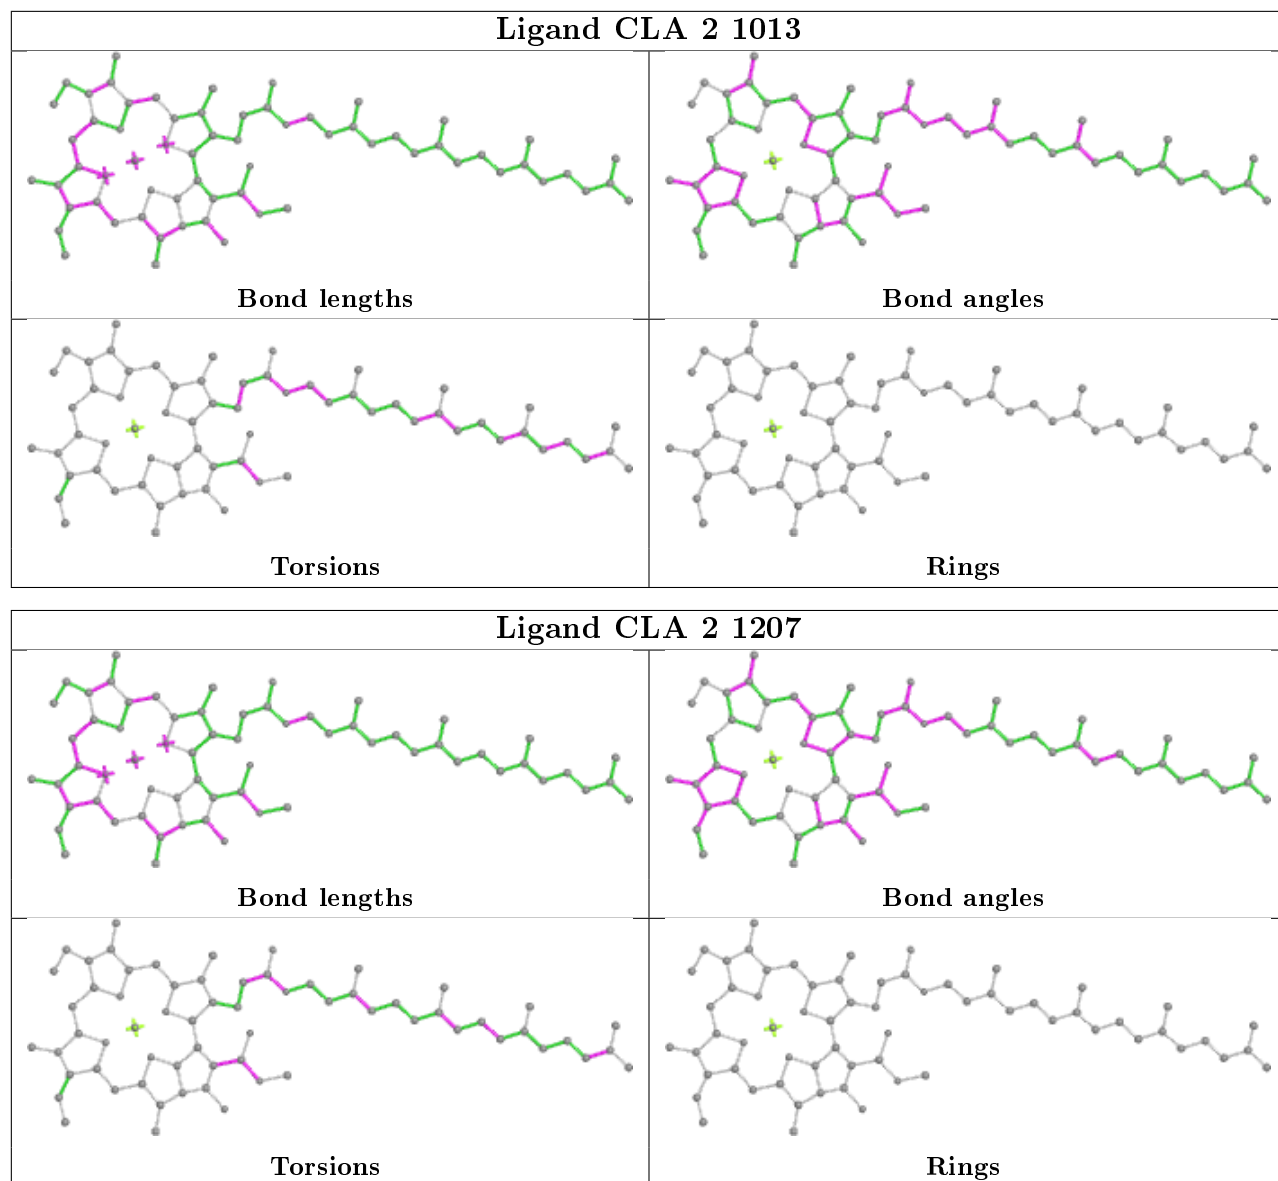 Ligand CLA 2 1013
Bond lengths
Bond angles
Torsions
Rings
Ligand CLA 2 1207
Bond lengths
Bond angles
Torsions
Rings